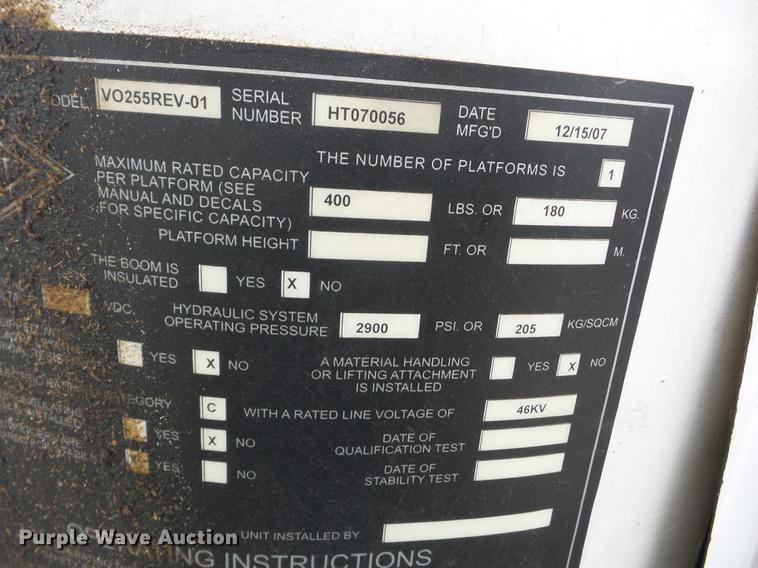 MODEL VO255REV-01 SERIAL NUMBER HT070056 DATE MFG'D 12/15/07
THE NUMBER OF PLATFORMS IS 1
MAXIMUM RATED CAPACITY
PER PLATFORM (SEE
MANUAL AND DECALS
FOR SPECIFIC CAPACITY) 400 LBS. OR 180 KG.
PLATFORM HEIGHT FT. OR M.
THE BOOM IS
INSULATED YES X NO
VDC. HYDRAULIC SYSTEM
OPERATING PRESSURE 2900 PSI. OR 205 KG/SQCM
YES X NO
A MATERIAL HANDLING
OR LIFTING ATTACHMENT
IS INSTALLED YES X NO
CATEGORY C WITH A RATED LINE VOLTAGE OF 46KV
YES X NO DATE OF
QUALIFICATION TEST
YES NO DATE OF
STABILITY TEST
UNIT INSTALLED BY
OPERATING INSTRUCTIONS
Purple Wave Auction